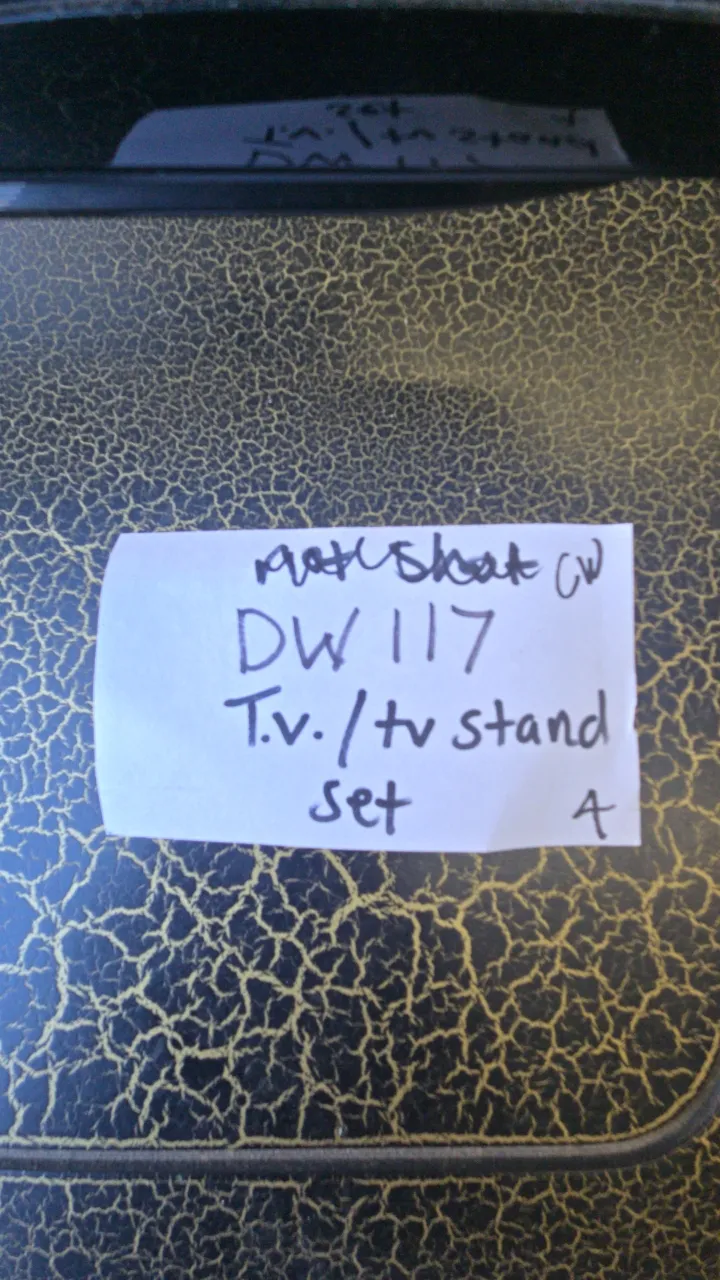 CW
DW 117
T.v. / tv stand
set 4